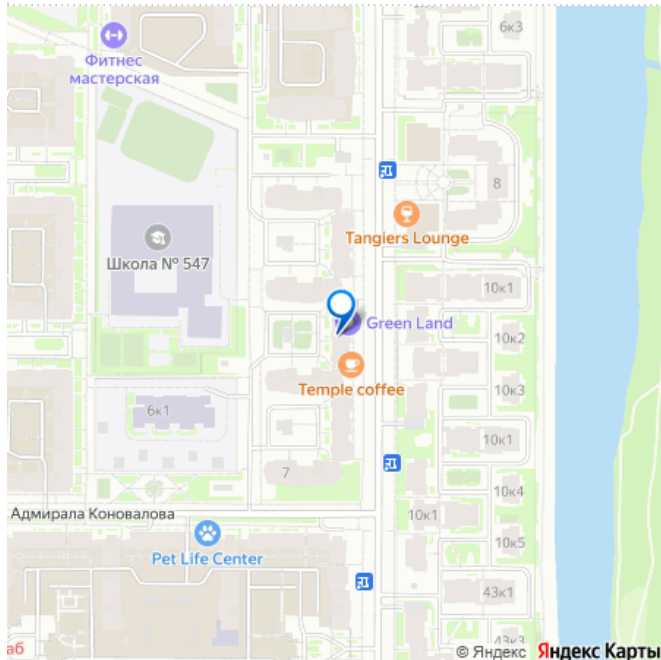 6к3
Фитнес
мастерская
8
Tangiers Lounge
Школа № 547
10к1
Green Land
10к2
Temple coffee
10к3
6к1
10к1
7
10к4
Адмирала Коновалова
10к1
10к5
Pet Life Center
43к1
43к3
аб
© Яндекс Яндекс Карты